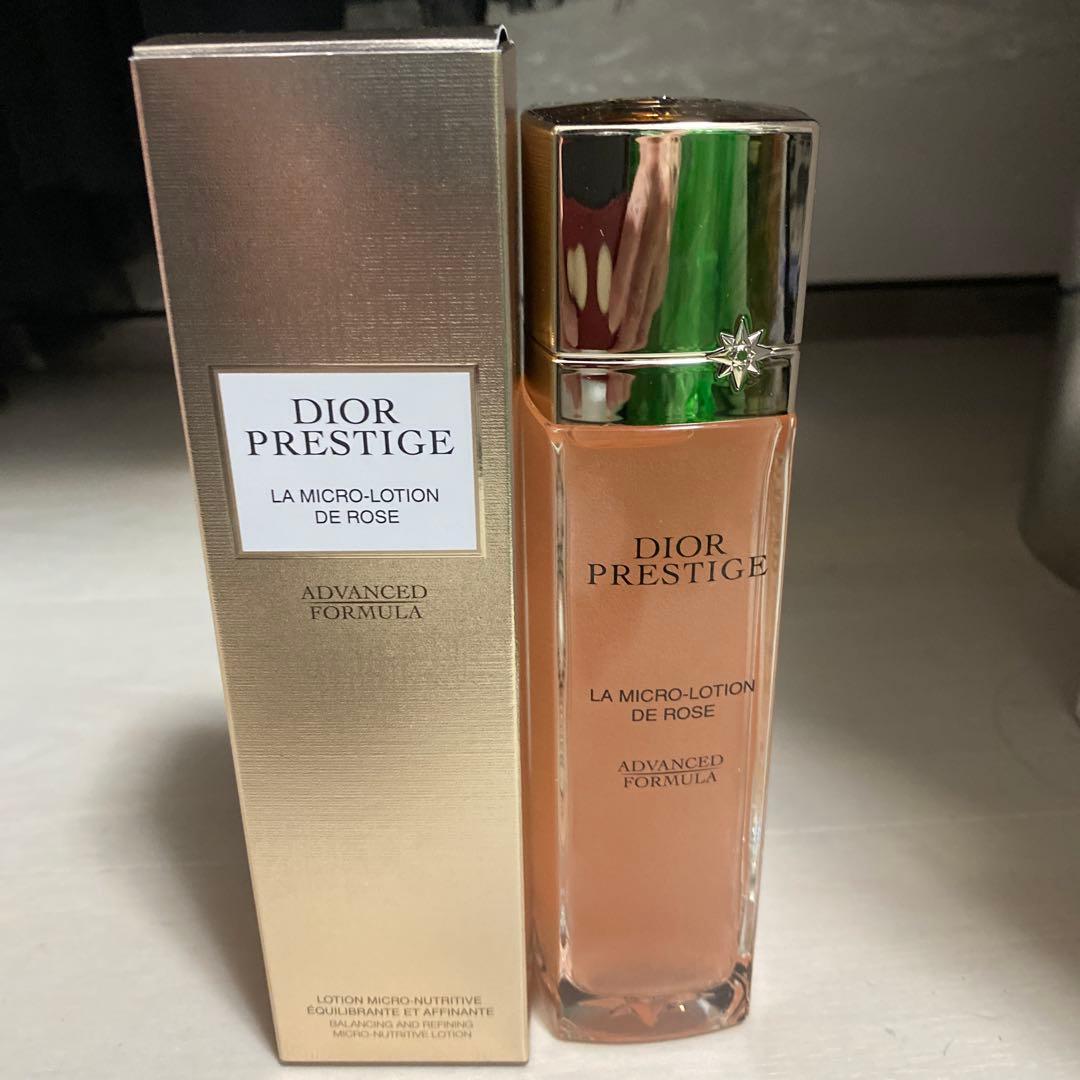 DIOR
PRESTIGE
LA MICRO-LOTION
DE ROSE
ADVANCED
FORMULA
LOTION MICRO-NUTRITIVE
ÉQUILIBRANTE ET AFFINANTE
BALANCING AND REFINING
MICRO-NUTRITIVE LOTION
DIOR
PRESTIGE
LA MICRO-LOTION
DE ROSE
ADVANCED
FORMULA